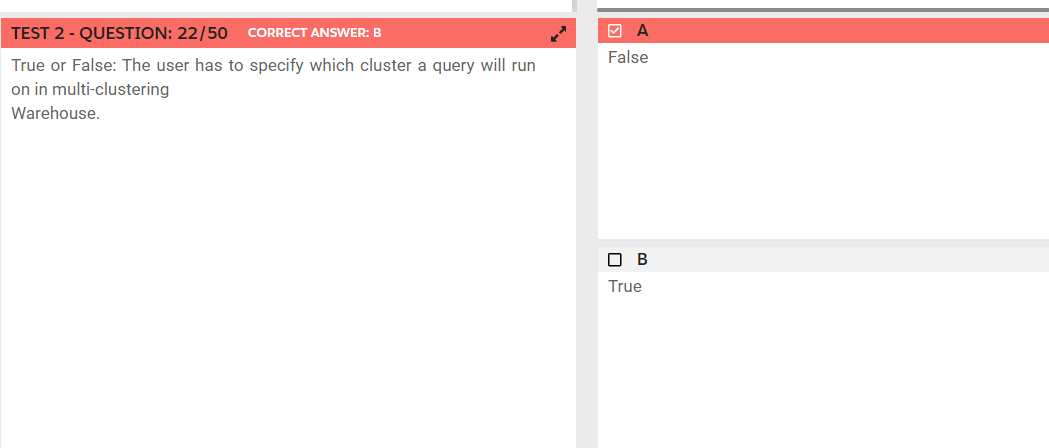 TEST 2 - QUESTION: 22/50 CORRECT ANSWER: B
True or False: The user has to specify which cluster a query will run
on in multi-clustering
Warehouse.
A
False
B
True